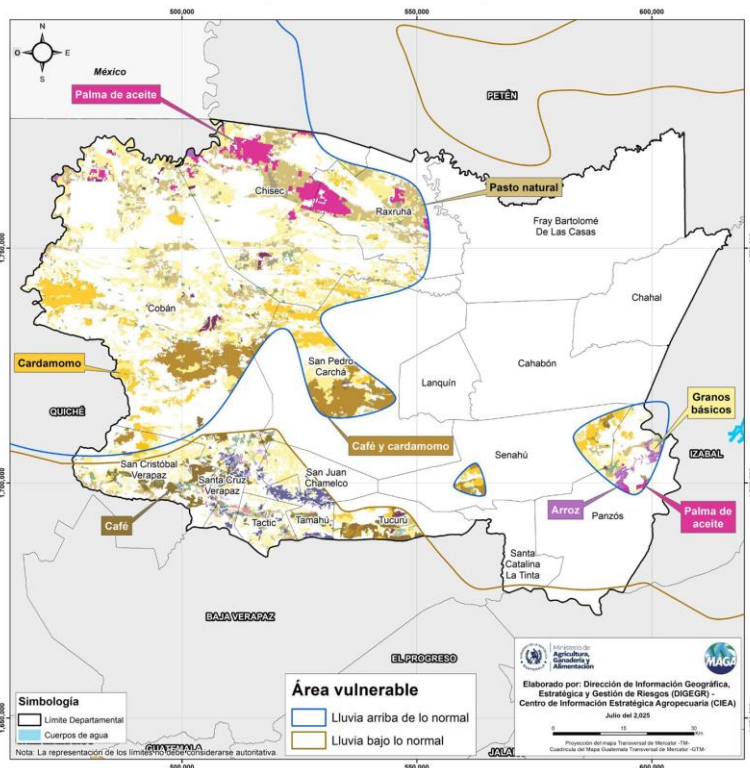 500,000
550,000
600,000
N
O
E
S
México
Palma de aceite
PETÉN
Pasto natural
Chisec
Raxruhá
Fray Bartolomé
De Las Casas
1,750,000
Chahal
Cobán
Cardamomo
San Pedro
Carchá
Lanquín
Cahabón
QUICHÉ
Granos
básicos
Café y cardamomo
IZABAL
Senahú
San Cristóbal
Verapaz
Santa Cruz
Verapaz
San Juan
Chamelco
Arroz
Palma de
aceite
Café
Tactic
Tamahú
Tucurú
Panzós
Santa
Catalina
La Tinta
BAJA VERAPAZ
EL PROGRESO
Ministerio de
Agricultura,
Ganadería y
Alimentación
MAGA
Elaborado por: Dirección de Información Geográfica,
Estratégica y Gestión de Riesgos (DIGEGR) -
Centro de Información Estratégica Agropecuaria (CIEA)
Julio del 2,025
0 15 30
Km
Proyección del mapa Transversal de Mercator -TM-
Cuadrícula del Mapa Guatemala Transversal de Mercator -GTM-
Área vulnerable
Lluvia arriba de lo normal
Lluvia bajo lo normal
Simbología
Límite Departamental
Cuerpos de agua
GUATEMALA
JALAPA
Nota: La representación de los límites no debe considerarse autoritativa.
500,000
550,000
600,000